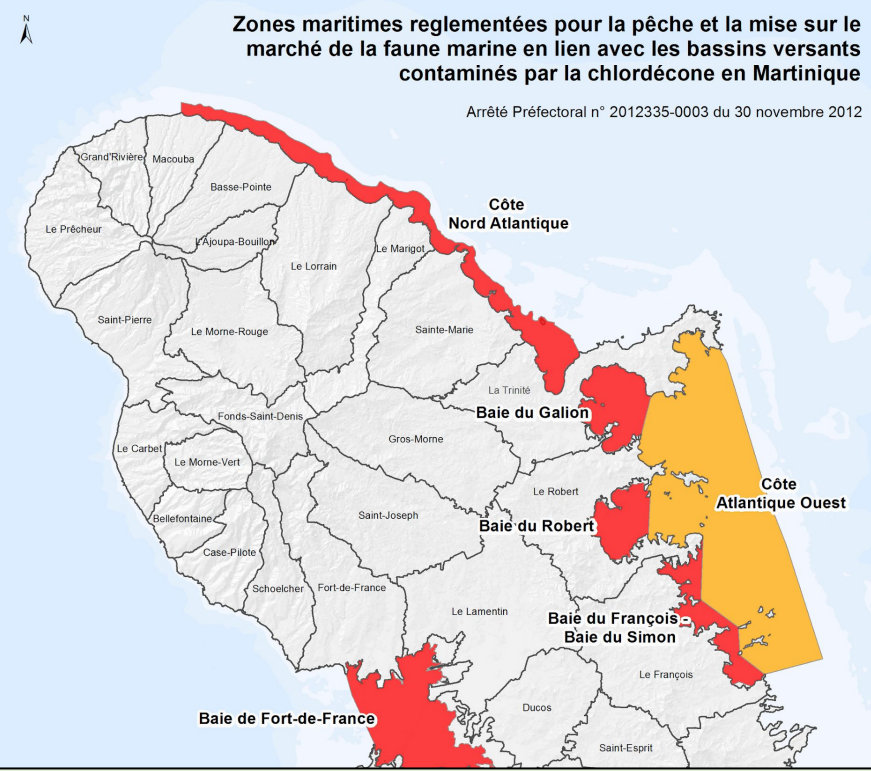 N
Zones maritimes reglementées pour la pêche et la mise sur le
marché de la faune marine en lien avec les bassins versants
contaminés par la chlordécone en Martinique
Arrêté Préfectoral n° 2012335-0003 du 30 novembre 2012
Grand'Rivière
Macouba
Basse-Pointe
Côte
Nord Atlantique
Le Prêcheur
L'Ajoupa-Bouillon
Le Marigot
Le Lorrain
Saint-Pierre
Le Morne-Rouge
Sainte-Marie
La Trinité
Baie du Galion
Fonds-Saint-Denis
Gros-Morne
Le Carbet
Le Morne-Vert
Côte
Atlantique Ouest
Le Robert
Bellefontaine
Saint-Joseph
Baie du Robert
Case-Pilote
Schoelcher
Fort-de-France
Le Lamentin
Baie du François -
Baie du Simon
Le François
Ducos
Baie de Fort-de-France
Saint-Esprit